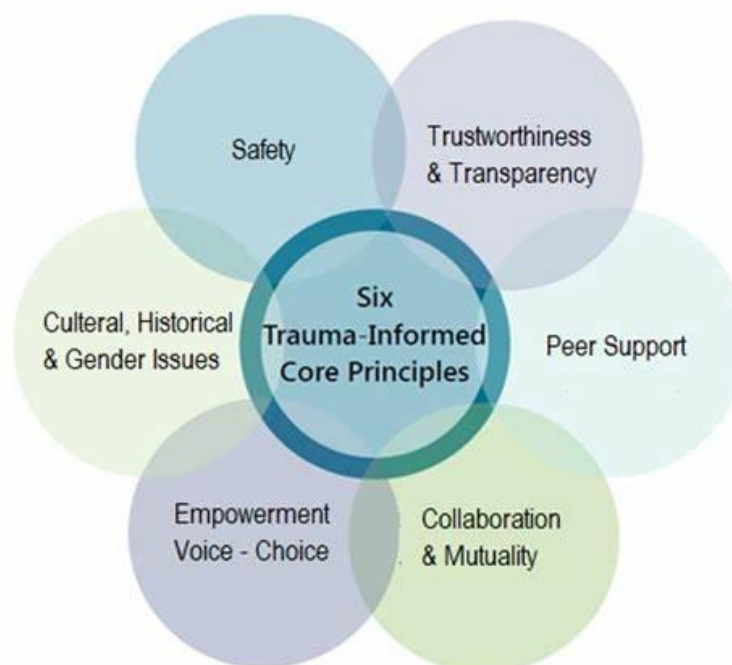 Safety
Trustworthiness
& Transparency
Culteral, Historical
& Gender Issues
Six
Trauma-Informed
Core Principles
Peer Support
Empowerment
Voice - Choice
Collaboration
& Mutuality